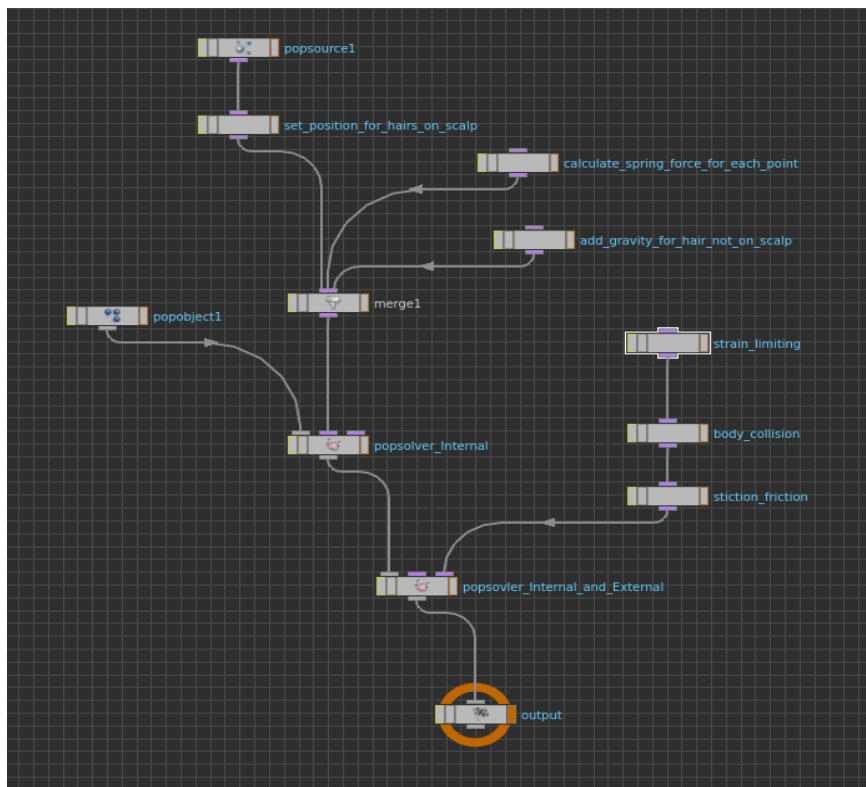 popsource1
set_position_for_hairs_on_scalp
calculate_spring_force_for_each_point
add_gravity_for_hair_not_on_scalp
merge1
popobject1
strain_limiting
body_collision
popsolver_Internal
stiction_friction
popsovler_Internal_and_External
output